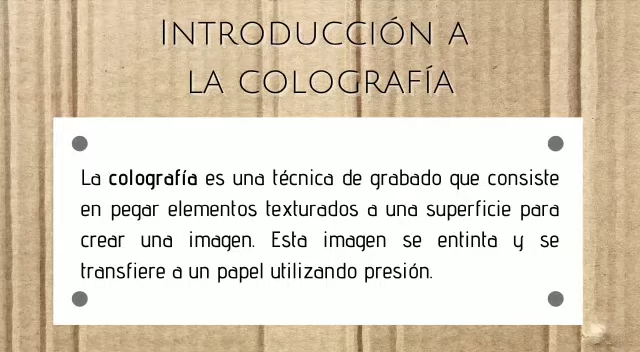 Introducción a
la colografía
La colografía es una técnica de grabado que consiste
en pegar elementos texturados a una superficie para
crear una imagen. Esta imagen se entinta y se
transfiere a un papel utilizando presión.